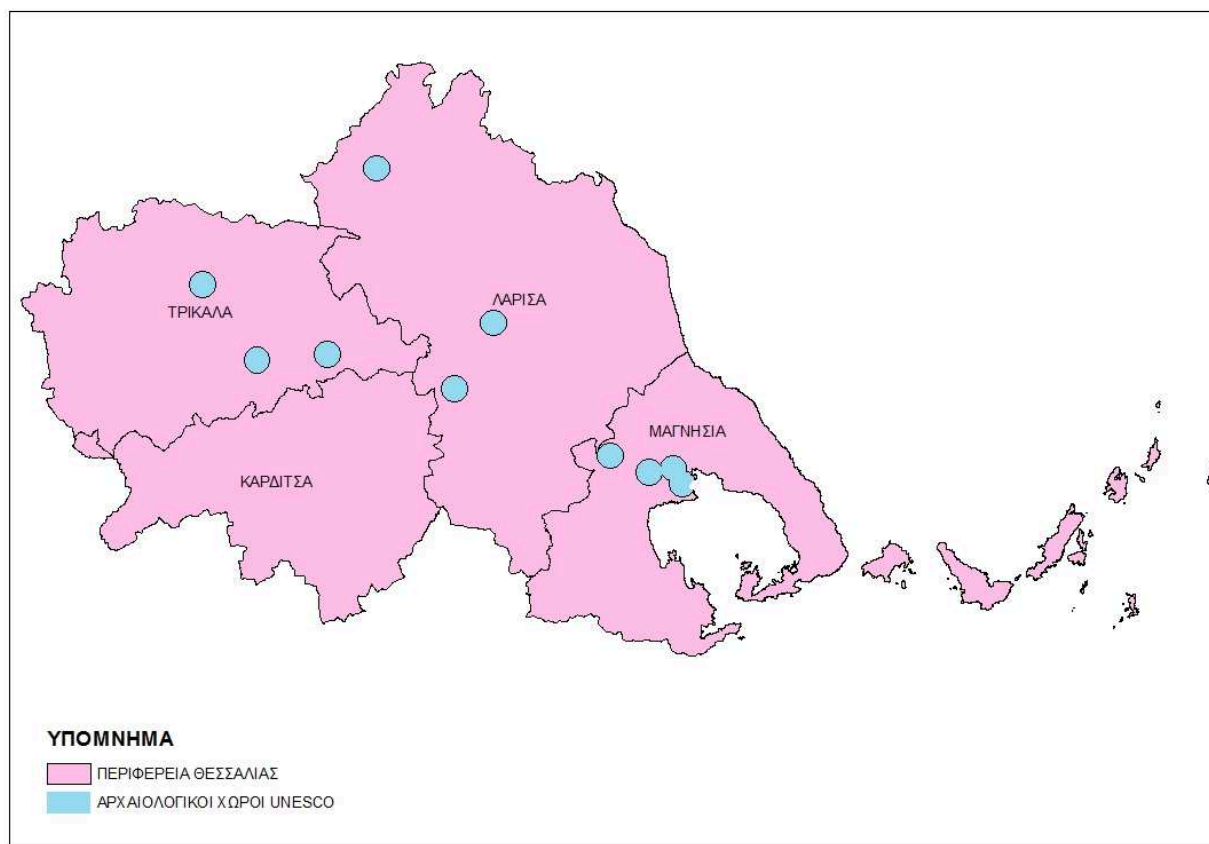 ΤΡΙΚΑΛΑ
ΛΑΡΙΣΑ
ΚΑΡΔΙΤΣΑ
ΜΑΓΝΗΣΙΑ
ΥΠΟΜΝΗΜΑ
ΠΕΡΙΦΕΡΕΙΑ ΘΕΣΣΑΛΙΑΣ
ΑΡΧΑΙΟΛΟΓΙΚΟΙ ΧΩΡΟΙ UNESCO